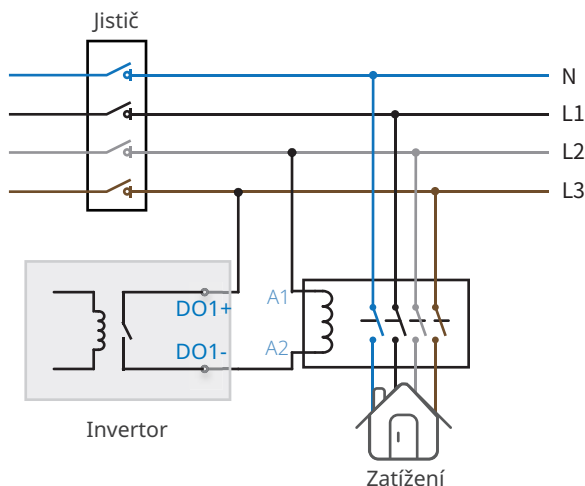 Jistič
N
L1
L2
L3
DO1+
A1
DO1-
A2
Invertor
Zatížení